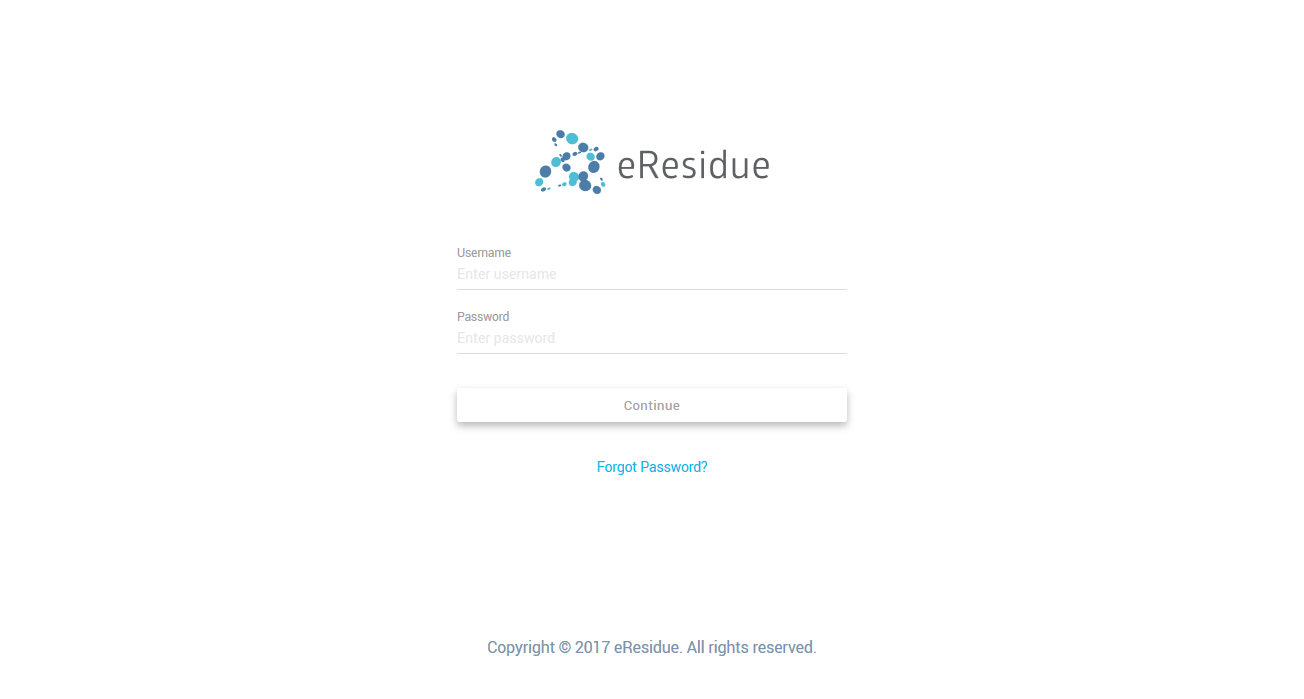 eResidue
Username
Enter username
Password
Enter password
Continue
Forgot Password?
Copyright © 2017 eResidue. All rights reserved.